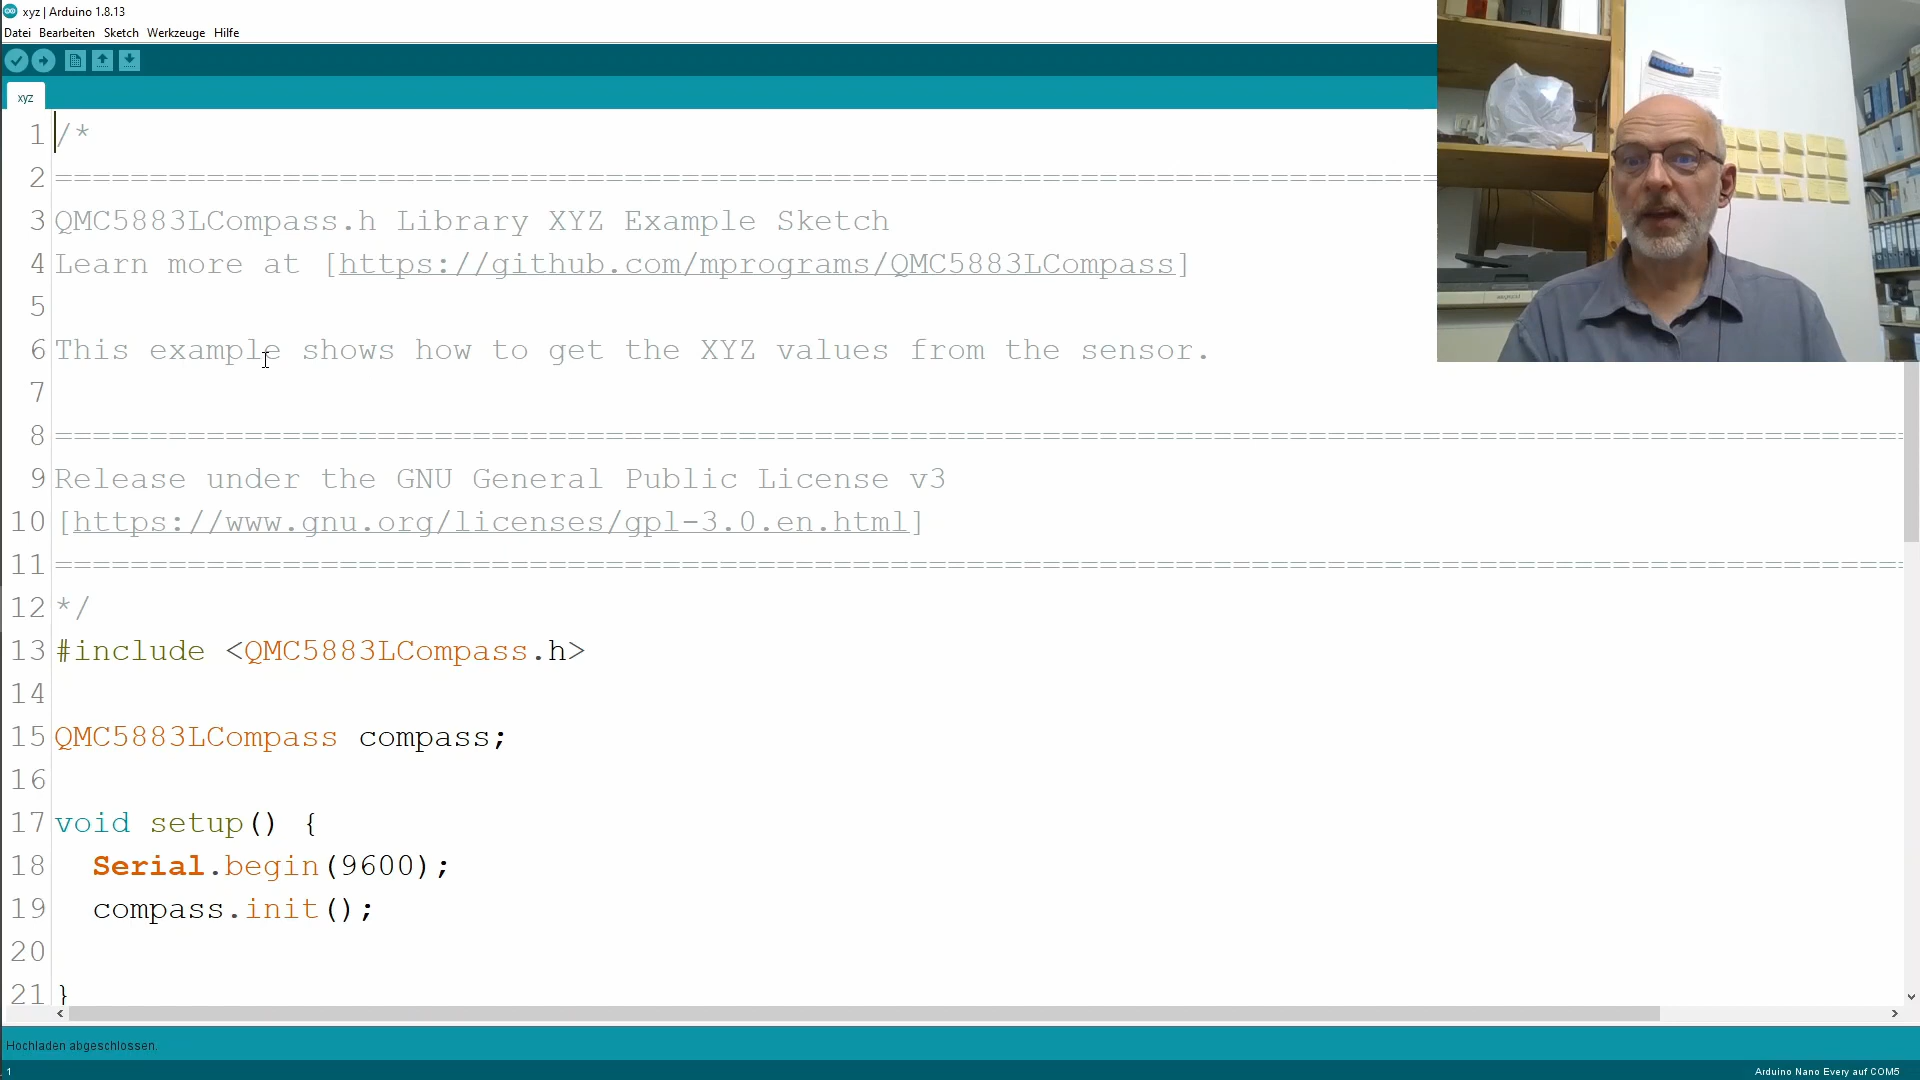 xyz | Arduino 1.8.13
Datei Bearbeiten Sketch Werkzeuge Hilfe
xyz
1 /*
2 ==========================================================================
3 QMC5883LCompass.h Library XYZ Example Sketch
4 Learn more at [https://github.com/mprograms/QMC5883LCompass]
5
6 This example shows how to get the XYZ values from the sensor.
7
8 ===================================================================================================
9 Release under the GNU General Public License v3
10 [https://www.gnu.org/licenses/gpl-3.0.en.html]
11 ===================================================================================================
12 */
13 #include <QMC5883LCompass.h>
14
15 QMC5883LCompass compass;
16
17 void setup() {
18 Serial.begin(9600);
19 compass.init();
20
21 }
Hochladen abgeschlossen.
1 Arduino Nano Every auf COM5